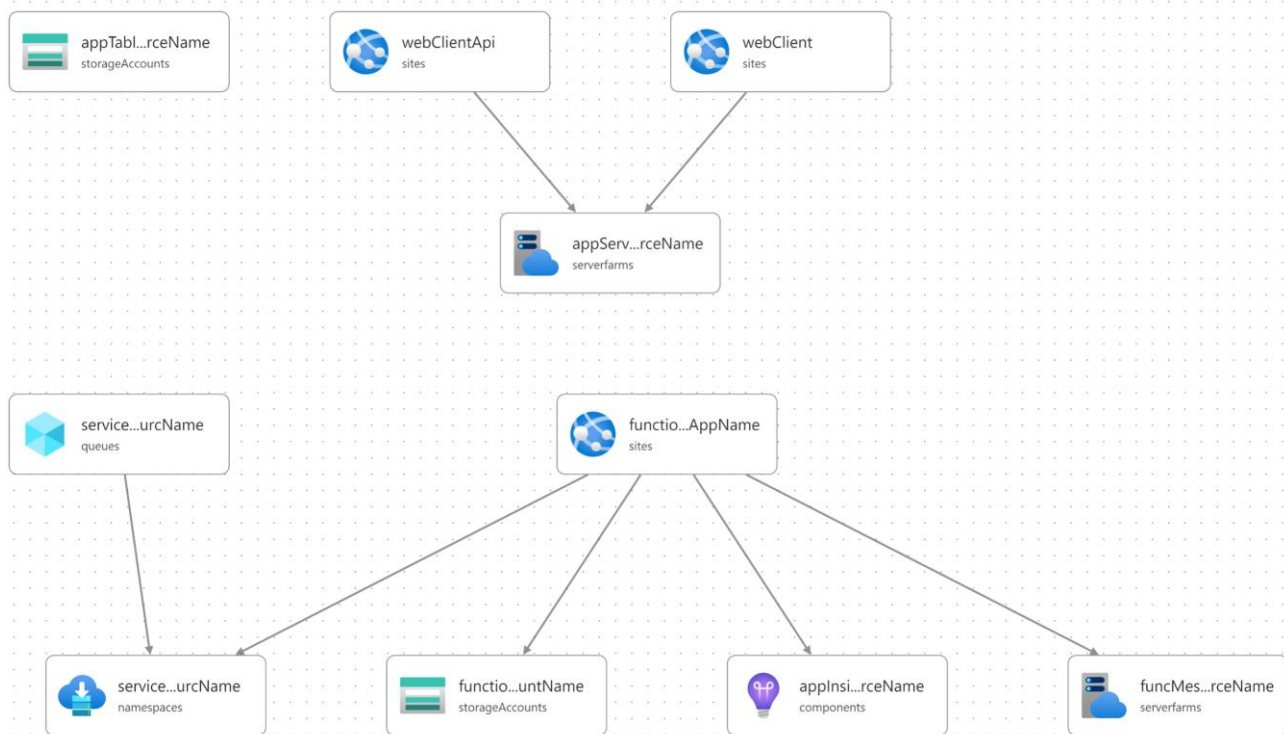 appTabl...rceName
storageAccounts
webClientApi
sites
webClient
sites
appServ...rceName
serverfarms
service...urcName
queues
functio...AppName
sites
service...urcName
namespaces
functio...untName
storageAccounts
appInsi...rceName
components
funcMes...rceName
serverfarms